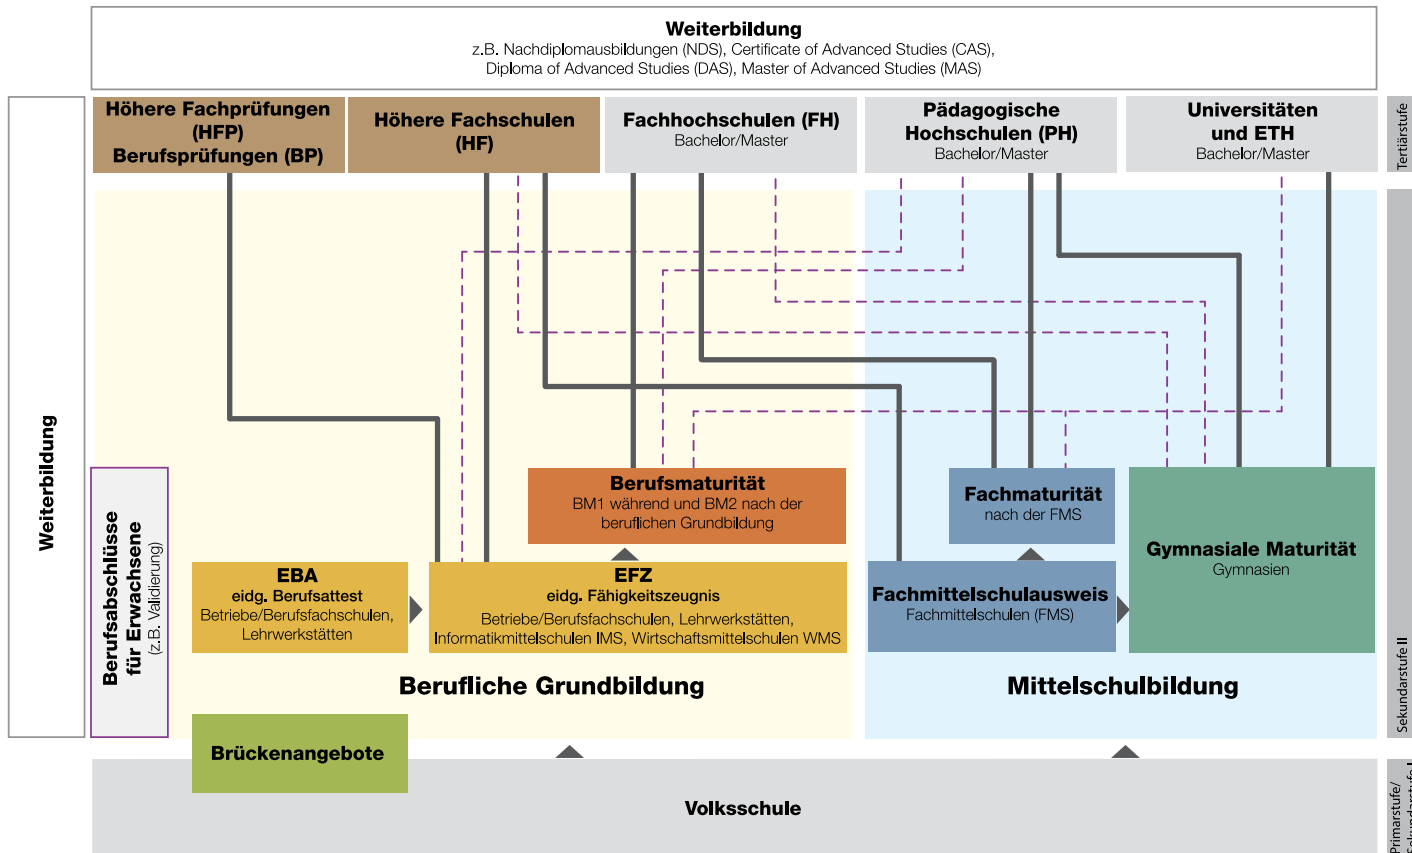 Weiterbildung
z.B. Nachdiplomausbildungen (NDS), Certificate of Advanced Studies (CAS),
Diploma of Advanced Studies (DAS), Master of Advanced Studies (MAS)
Höhere Fachprüfungen
(HFP)
Berufsprüfungen (BP)
Höhere Fachschulen
(HF)
Fachhochschulen (FH)
Bachelor/Master
Pädagogische
Hochschulen (PH)
Bachelor/Master
Universitäten
und ETH
Bachelor/Master
Tertiärstufe
Weiterbildung
Berufsabschlüsse
für Erwachsene
(z.B. Validierung)
Berufsmaturität
BM1 während und BM2 nach der
beruflichen Grundbildung
Fachmaturität
nach der FMS
Gymnasiale Maturität
Gymnasien
EBA
eidg. Berufsattest
Betriebe/Berufsfachschulen,
Lehrwerkstätten
EFZ
eidg. Fähigkeitszeugnis
Betriebe/Berufsfachschulen, Lehrwerkstätten,
Informatikmittelschulen IMS, Wirtschaftsmittelschulen WMS
Fachmittelschulausweis
Fachmittelschulen (FMS)
Berufliche Grundbildung
Mittelschulbildung
Sekundarstufe II
Brückenangebote
Volksschule
Primarstufe/